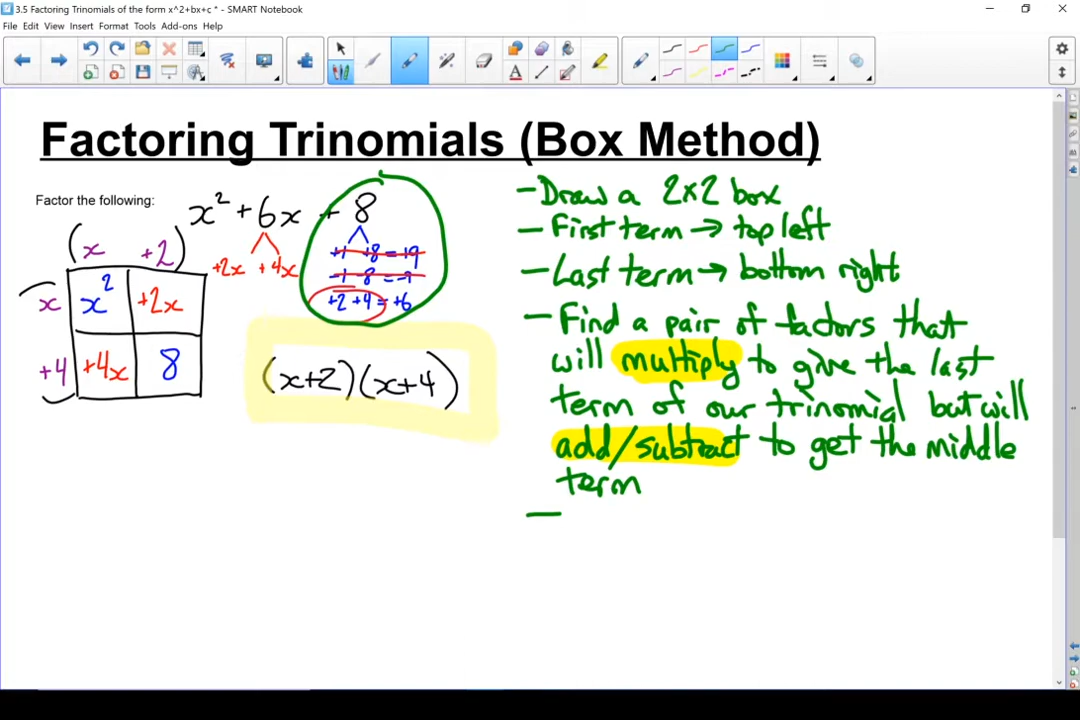 3.5 Factoring Trinomials of the form x^2+bx+c * - SMART Notebook
File Edit View Insert Format Tools Add-ons Help
Factoring Trinomials (Box Method)
Factor the following:
x² + 6x + 8
+2x +4x
+1 +8 = +9
-1 -8 = -9
+2 +4 = +6
(x +2)
x x² +2x
+4 +4x 8
(x+2)(x+4)
- Draw a 2x2 box
- First term → top left
- Last term → bottom right
- Find a pair of factors that
will multiply to give the last
term of our trinomial but will
add/subtract to get the middle
term
-